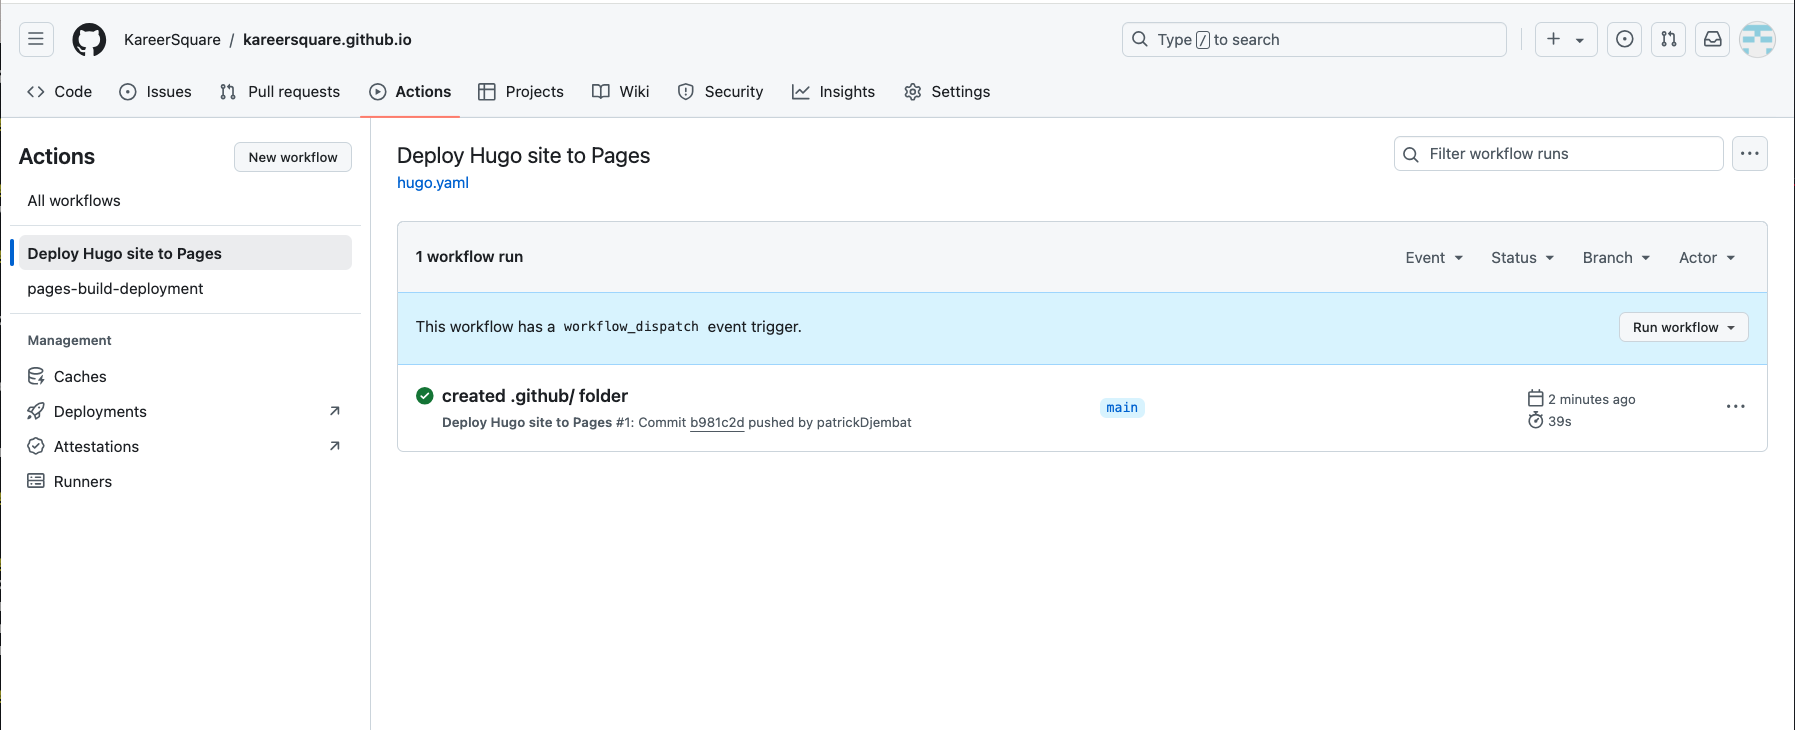 KareerSquare / kareersquare.github.io
Type / to search
Code Issues Pull requests Actions Projects Wiki Security Insights Settings
Actions
New workflow
All workflows
Deploy Hugo site to Pages
pages-build-deployment
Management
Caches
Deployments
Attestations
Runners
Deploy Hugo site to Pages
hugo.yaml
Filter workflow runs
1 workflow run
Event Status Branch Actor
This workflow has a workflow_dispatch event trigger.
Run workflow
created .github/ folder
Deploy Hugo site to Pages #1: Commit b981c2d pushed by patrickDjembat
main
2 minutes ago
39s